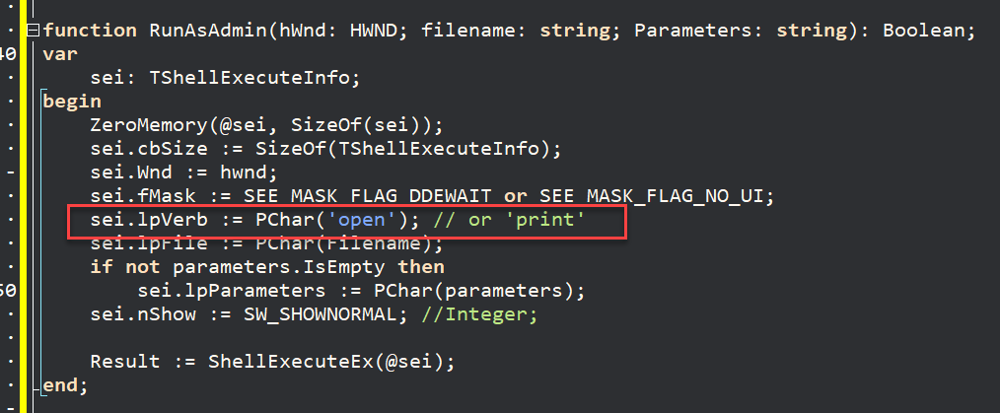 function RunAsAdmin(hWnd: HWND; filename: string; Parameters: string): Boolean;
40 var
sei: TShellExecuteInfo;
begin
ZeroMemory(@sei, SizeOf(sei));
sei.cbSize := SizeOf(TShellExecuteInfo);
sei.Wnd := hwnd;
sei.fMask := SEE_MASK_FLAG_DDEWAIT or SEE_MASK_FLAG_NO_UI;
sei.lpVerb := PChar('open'); // or 'print'
sei.lpFile := PChar(Filename);
if not parameters.IsEmpty then
50 sei.lpParameters := PChar(parameters);
sei.nShow := SW_SHOWNORMAL; //Integer;
Result := ShellExecuteEx(@sei);
end;